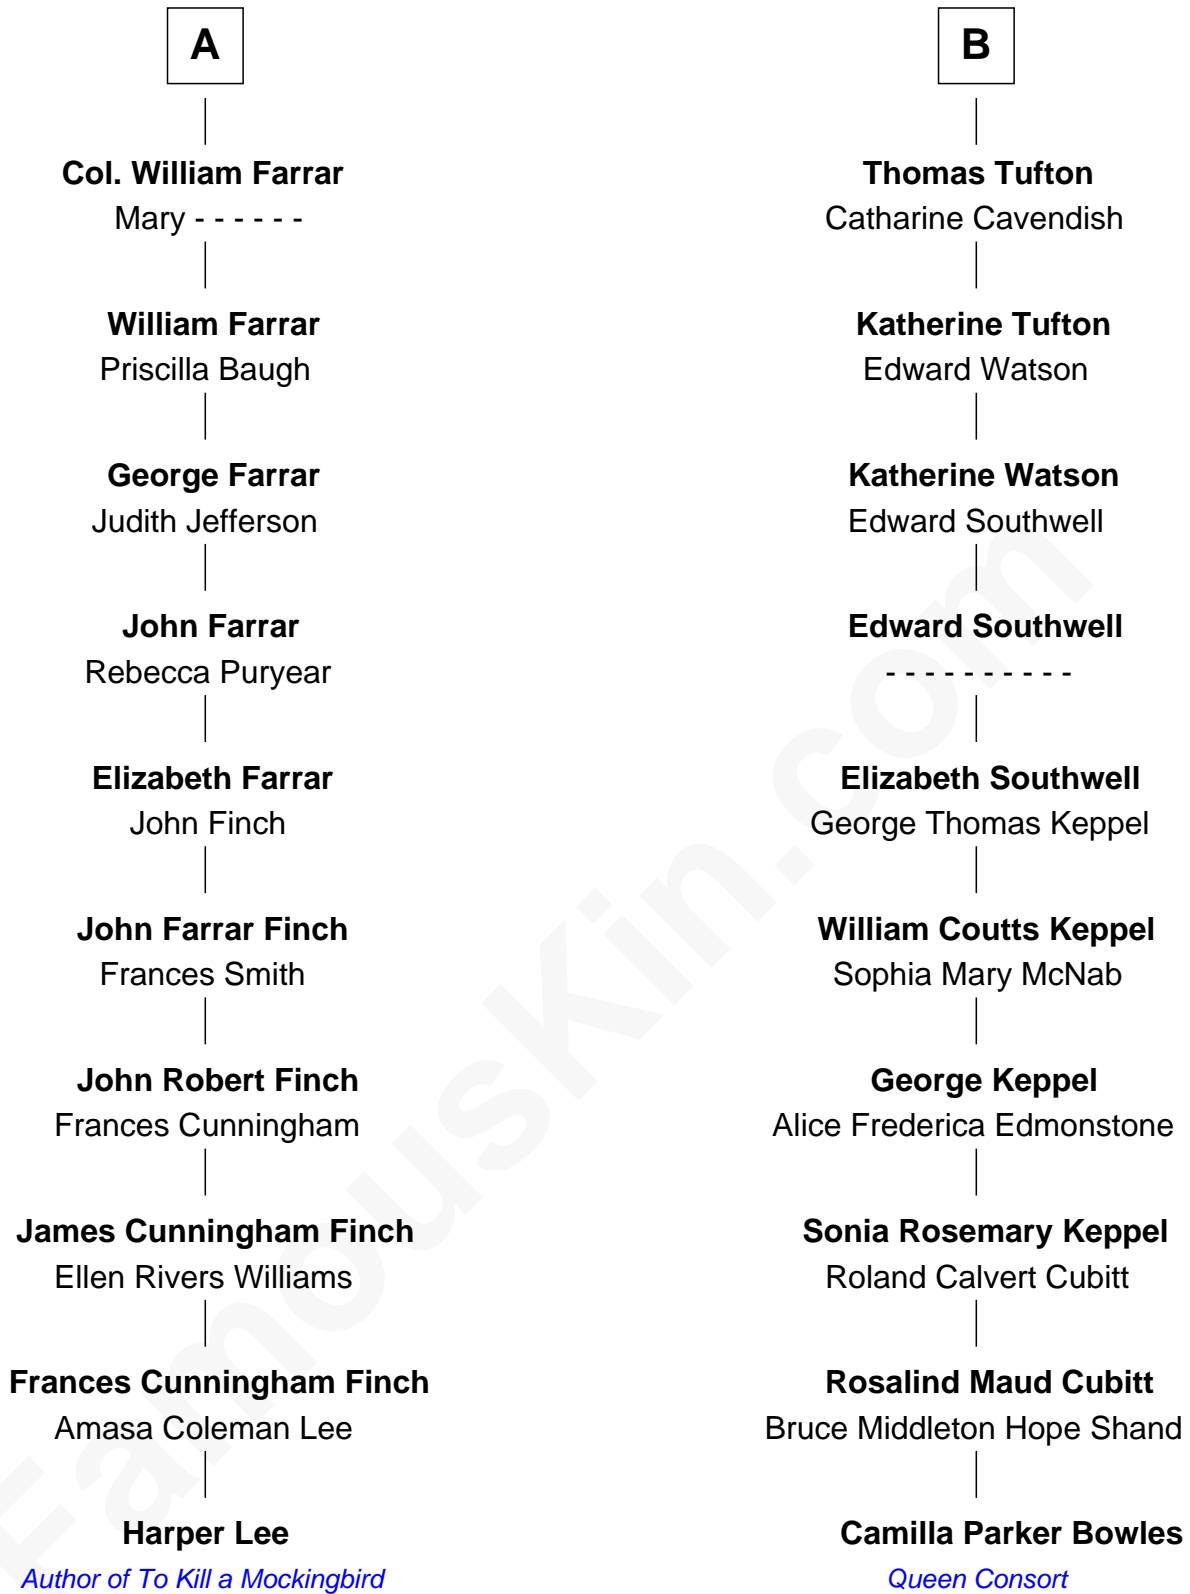 A
Col. William Farrar
Mary - - - - - -
William Farrar
Priscilla Baugh
George Farrar
Judith Jefferson
John Farrar
Rebecca Puryear
Elizabeth Farrar
John Finch
John Farrar Finch
Frances Smith
John Robert Finch
Frances Cunningham
James Cunningham Finch
Ellen Rivers Williams
Frances Cunningham Finch
Amasa Coleman Lee
Harper Lee
Author of To Kill a Mockingbird
B
Thomas Tufton
Catharine Cavendish
Katherine Tufton
Edward Watson
Katherine Watson
Edward Southwell
Edward Southwell
- - - - - - - - - -
Elizabeth Southwell
George Thomas Keppel
William Coutts Keppel
Sophia Mary McNab
George Keppel
Alice Frederica Edmonstone
Sonia Rosemary Keppel
Roland Calvert Cubitt
Rosalind Maud Cubitt
Bruce Middleton Hope Shand
Camilla Parker Bowles
Queen Consort
FamousKin.com